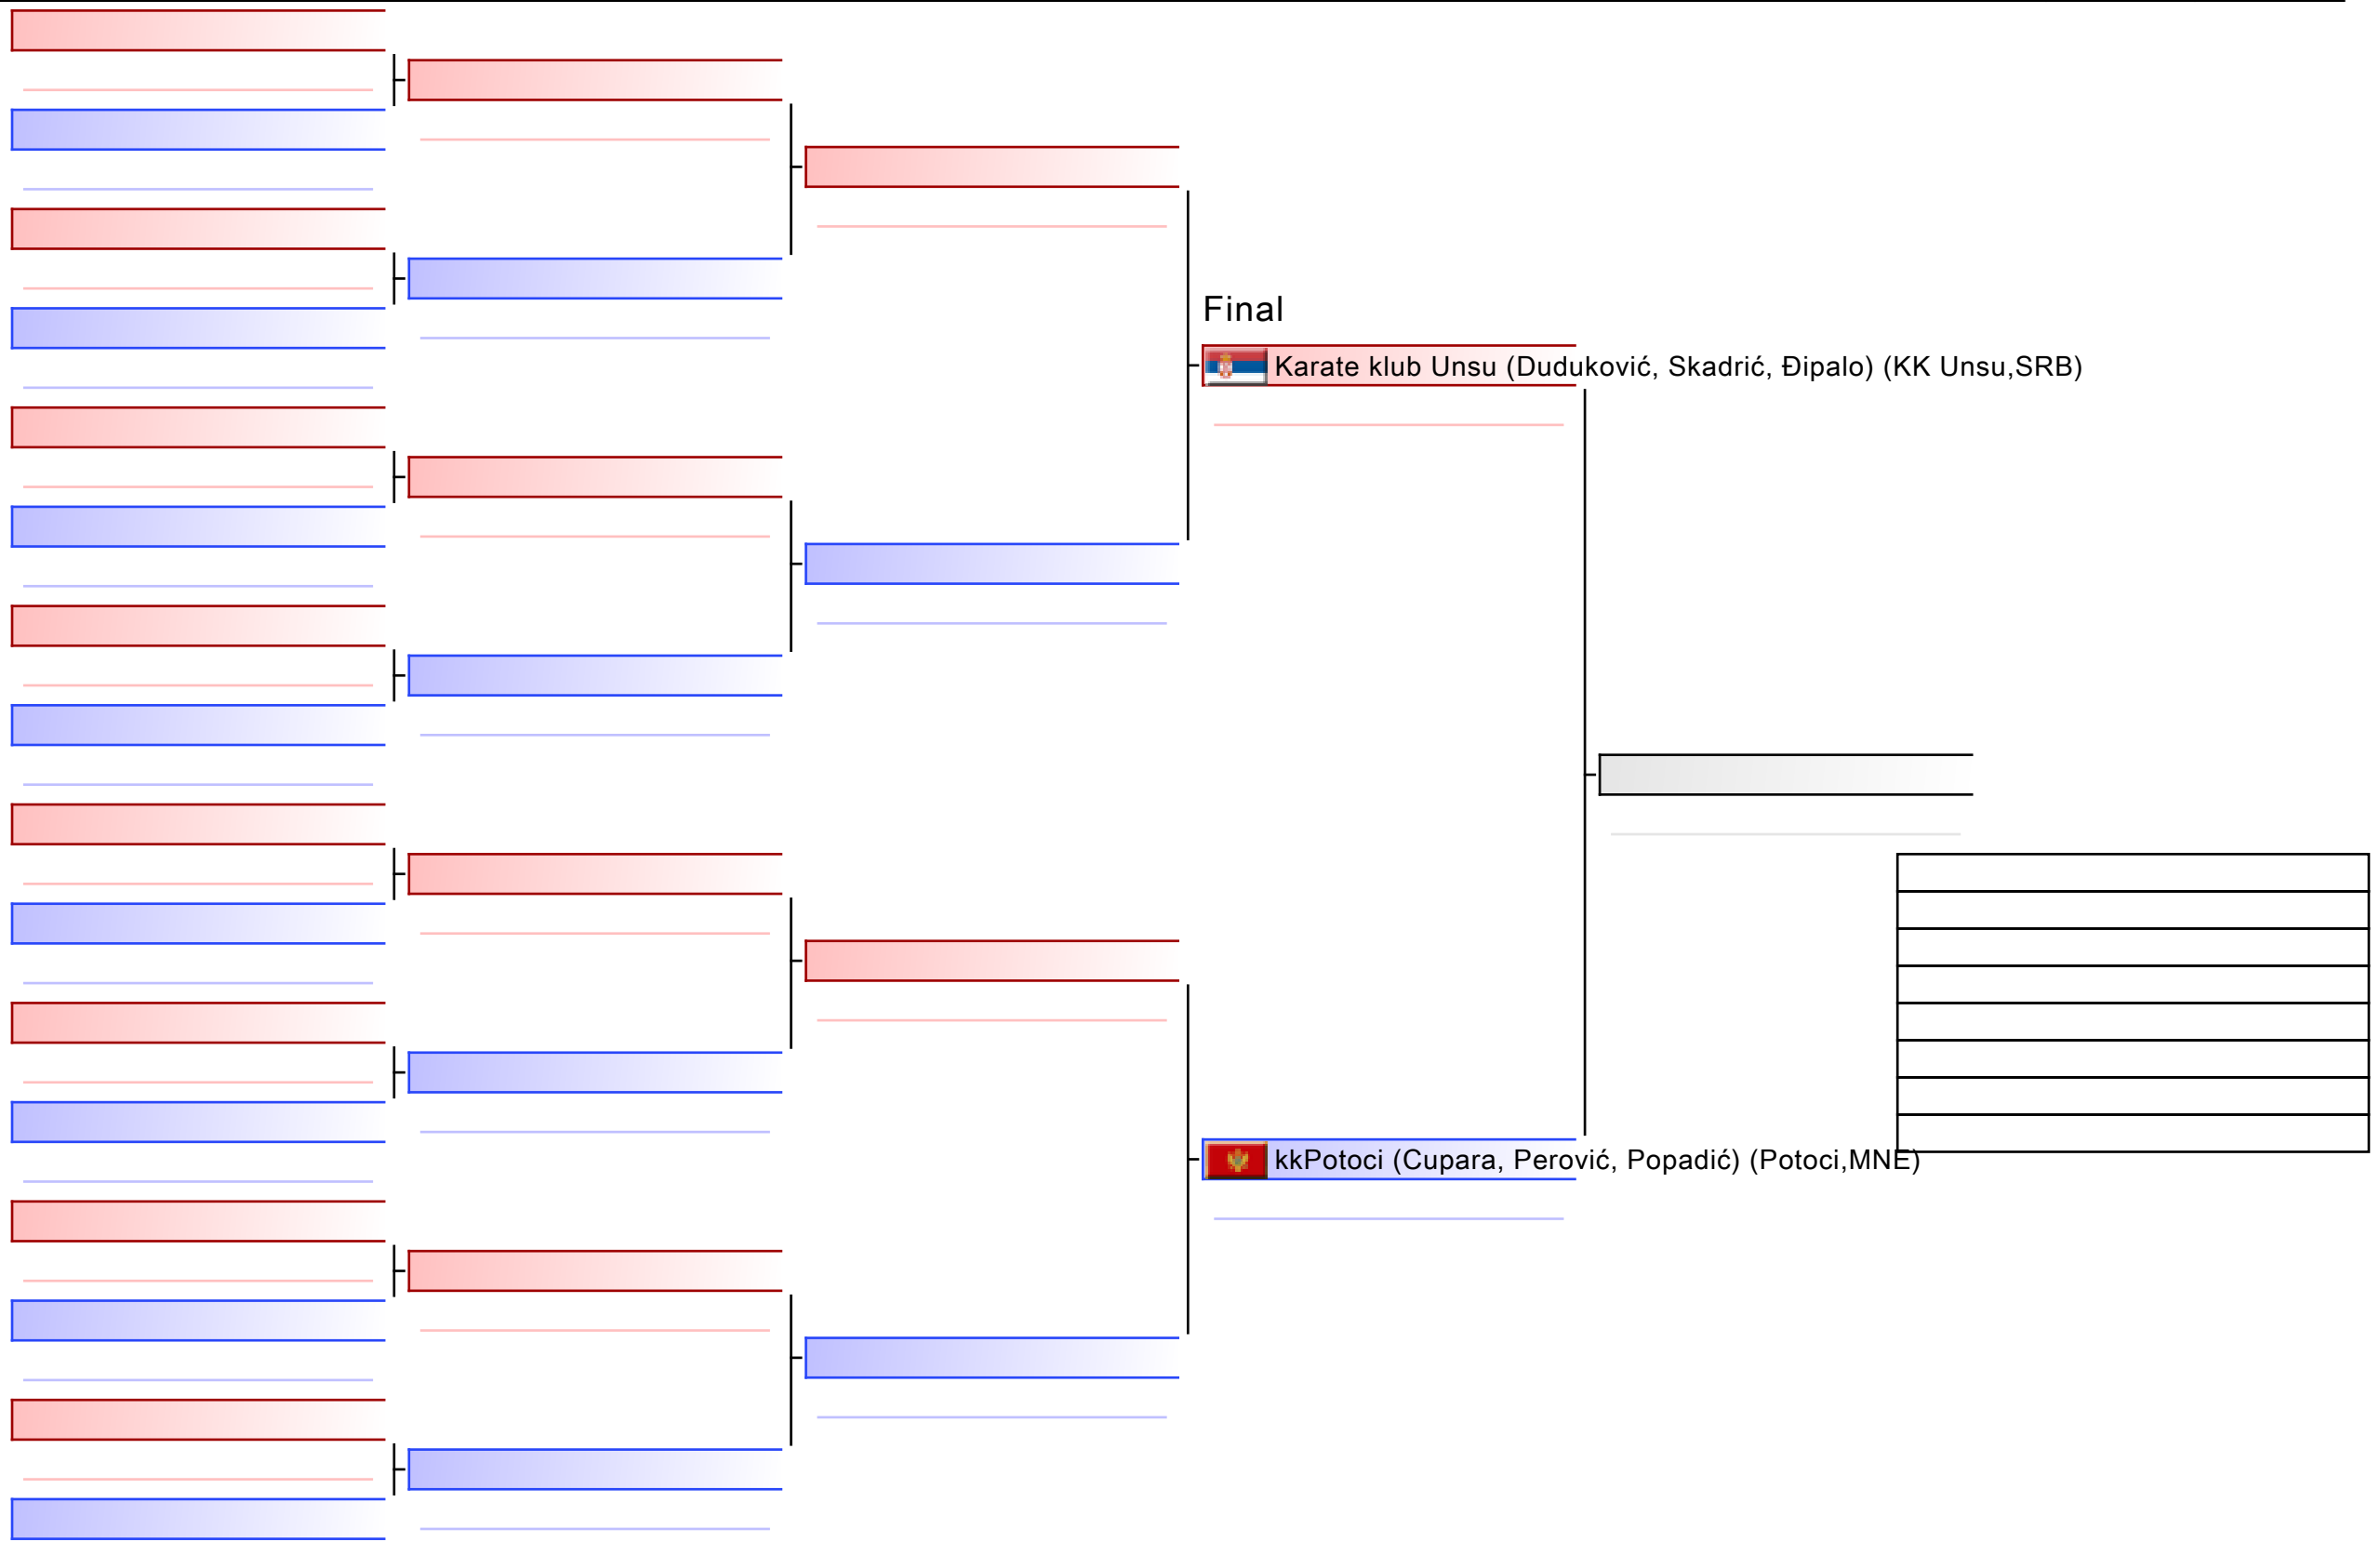 Final
Karate klub Unsu (Duduković, Skadrić, Đipalo) (KK Unsu,SRB)
kkPotoci (Cupara, Perović, Popadić) (Potoci,MNE)